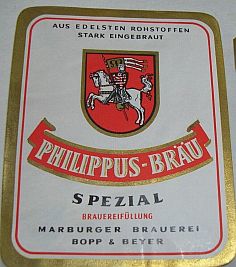 AUS EDELSTEN ROHSTOFFEN
STARK EINGEBRAUT
PHILIPPUS-BRÄU
SPEZIAL
BRAUEREIFÜLLUNG
MARBURGER BRAUEREI
BOPP & BEYER